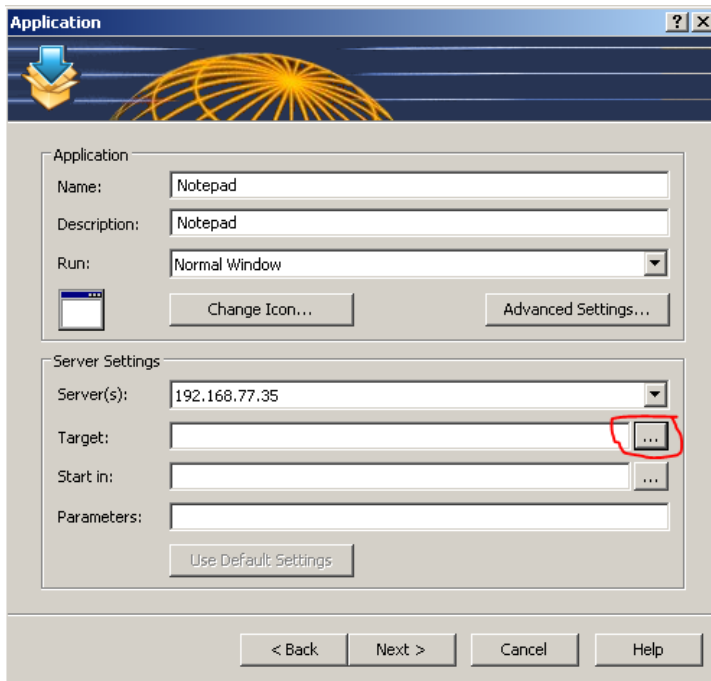 Application
Application
Name: Notepad
Description: Notepad
Run: Normal Window
Change Icon... Advanced Settings...
Server Settings
Server(s): 192.168.77.35
Target: ...
Start in: ...
Parameters:
Use Default Settings
< Back Next > Cancel Help